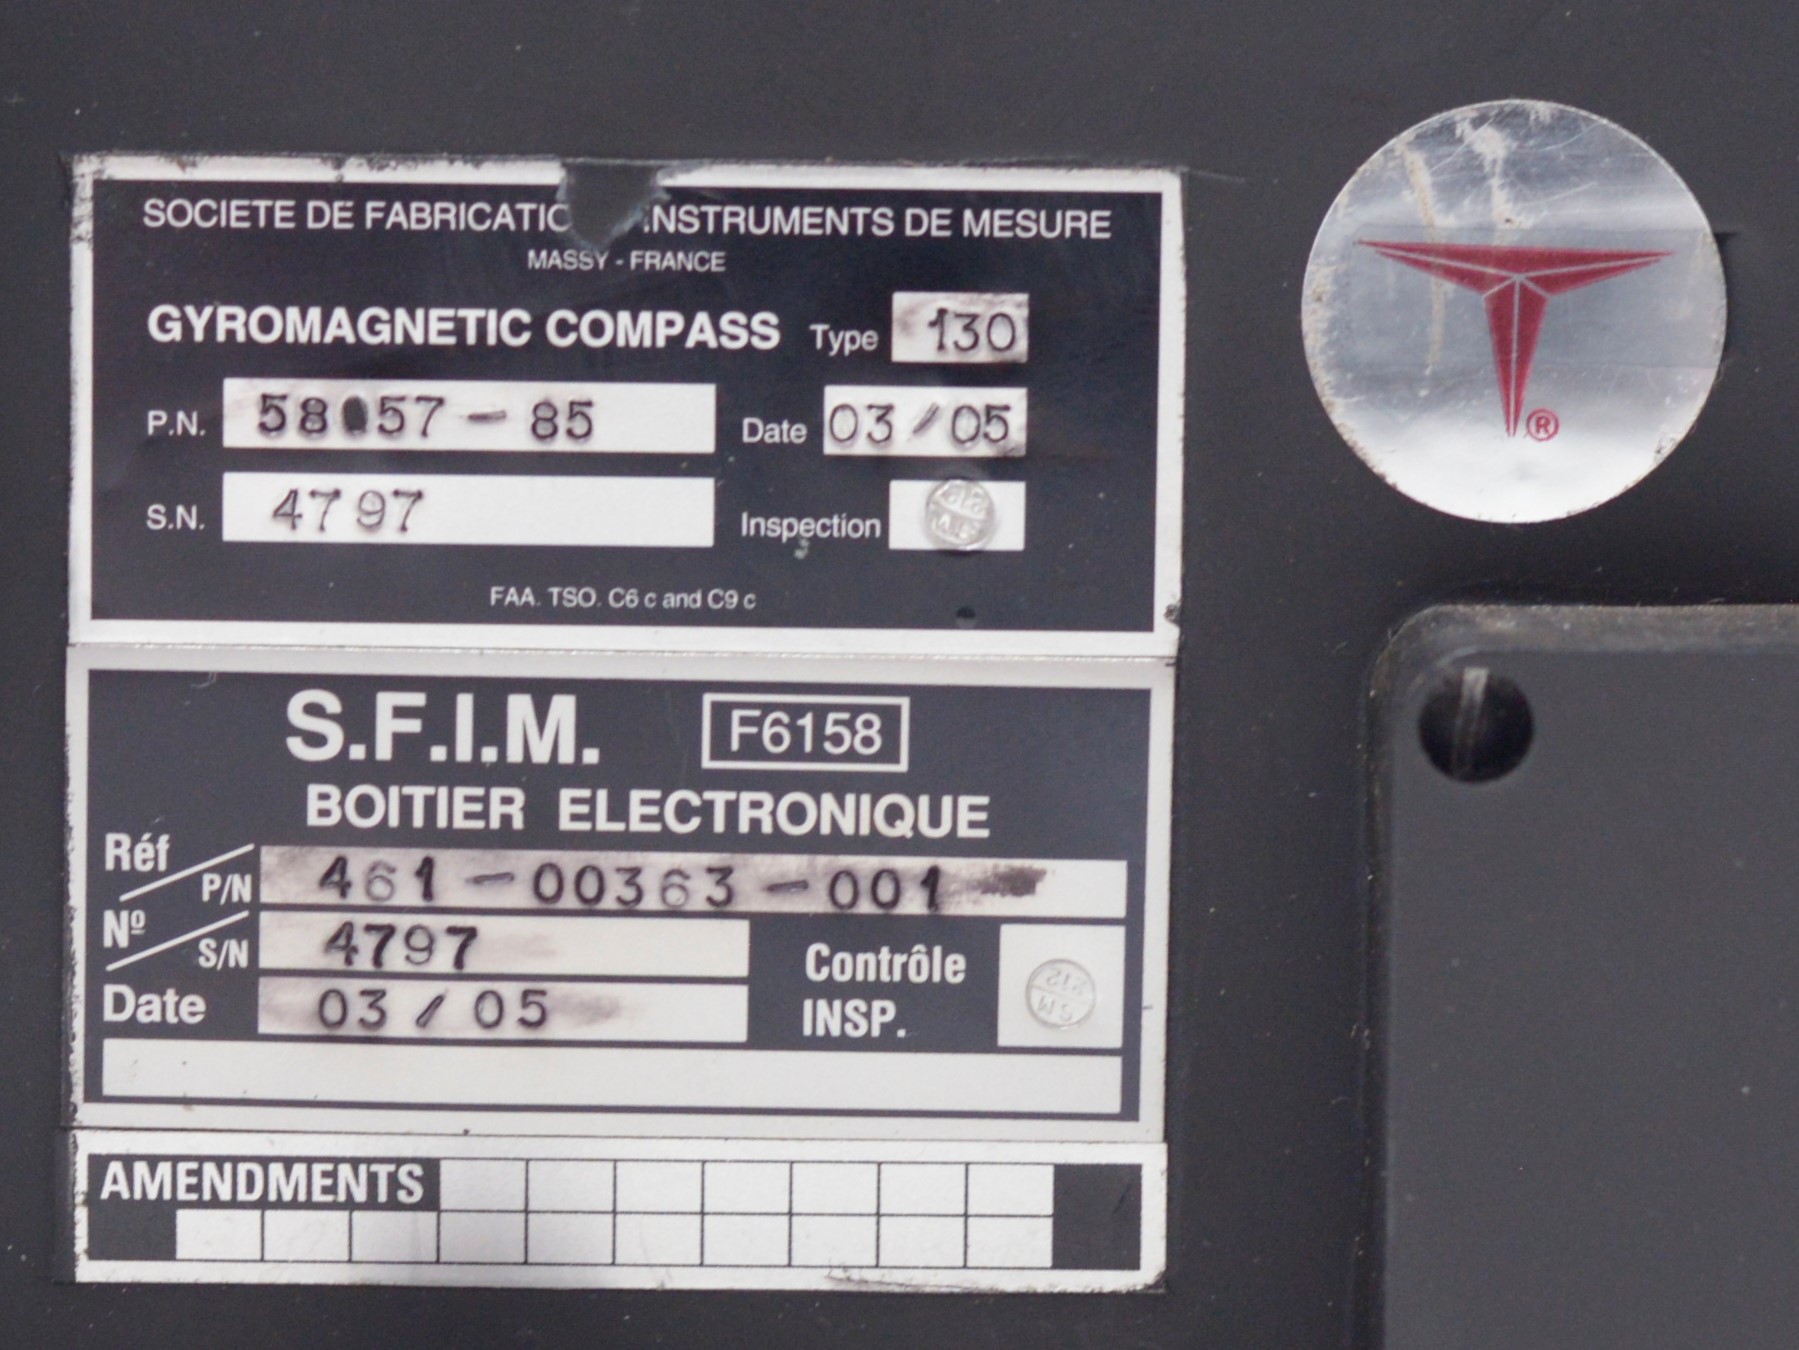 SOCIETE DE FABRICATIO INSTRUMENTS DE MESURE
MASSY - FRANCE
GYROMAGNETIC COMPASS Type 130
P.N. 58057-85 Date 03/05
S.N. 4797 Inspection
FAA. TSO. C6 c and C9 c
S.F.I.M. F6158
BOITIER ELECTRONIQUE
Réf / P/N 461-00363-001
Nº / S/N 4797
Contrôle
INSP.
Date 03/05
SM
212
AMENDMENTS
®